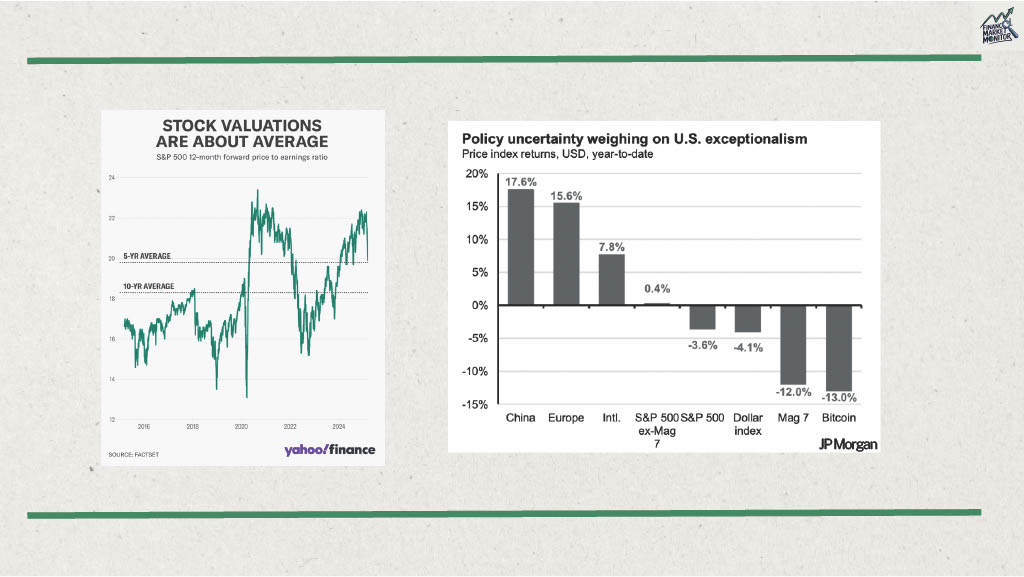 FINANCE
MARKET
MONITOR
STOCK VALUATIONS
ARE ABOUT AVERAGE
S&P 500 12-month forward price to earnings ratio
24
22
5-YR AVERAGE
20
10-YR AVERAGE
18
16
14
12
2016 2018 2020 2022 2024
SOURCE: FACTSET
yahoo!finance
Policy uncertainty weighing on U.S. exceptionalism
Price index returns, USD, year-to-date
20%
17.6%
15.6%
15%
10%
7.8%
5%
0.4%
0%
-3.6%
-4.1%
-5%
-10%
-12.0%
-13.0%
-15%
China Europe Intl. S&P 500 S&P 500 Dollar Mag 7 Bitcoin
ex-Mag index
7
JPMorgan